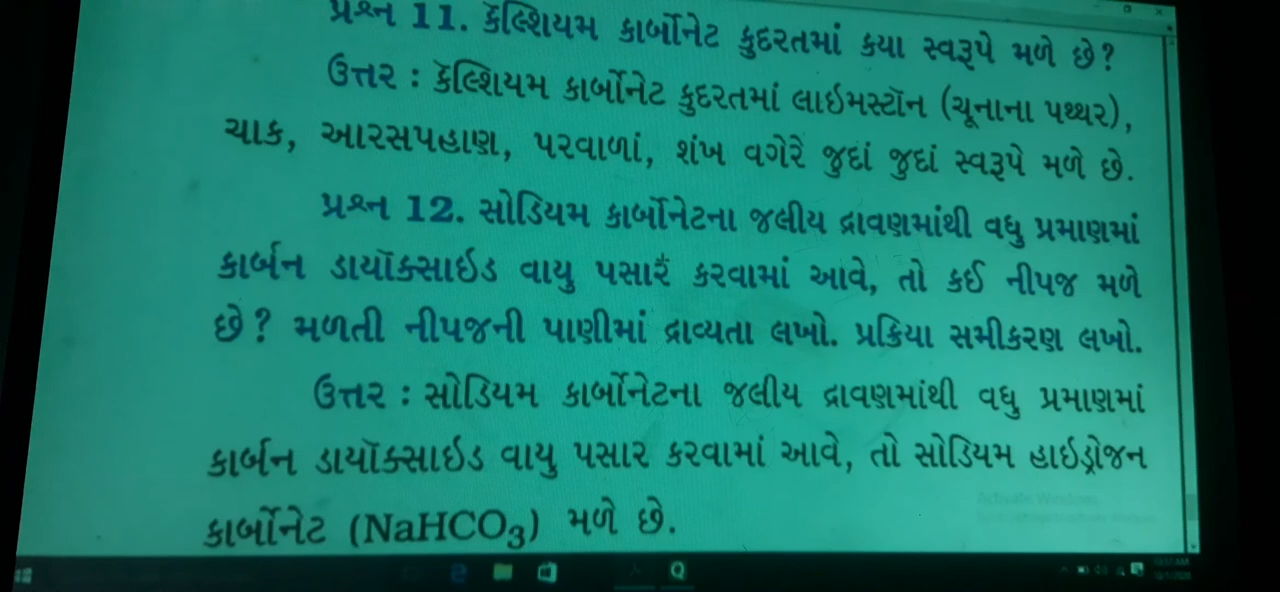 પ્રશ્ન 11. કૅલ્શિયમ કાર્બોનેટ કુદરતમાં કયા સ્વરૂપે મળે છે?
ઉત્તર : કૅલ્શિયમ કાર્બોનેટ કુદરતમાં લાઇમસ્ટૉન (ચૂનાના પથ્થર),
ચાક, આરસપહાણ, પરવાળાં, શંખ વગેરે જુદાં જુદાં સ્વરૂપે મળે છે.
પ્રશ્ન 12. સોડિયમ કાર્બોનેટના જલીય દ્રાવણમાંથી વધુ પ્રમાણમાં
કાર્બન ડાયૉક્સાઇડ વાયુ પસાર કરવામાં આવે, તો કઈ નીપજ મળે
છે? મળતી નીપજની પાણીમાં દ્રાવ્યતા લખો. પ્રક્રિયા સમીકરણ લખો.
ઉત્તર : સોડિયમ કાર્બોનેટના જલીય દ્રાવણમાંથી વધુ પ્રમાણમાં
કાર્બન ડાયૉક્સાઇડ વાયુ પસાર કરવામાં આવે, તો સોડિયમ હાઇડ્રોજન
કાર્બોનેટ (NaHCO₃) મળે છે.
Activate Windows